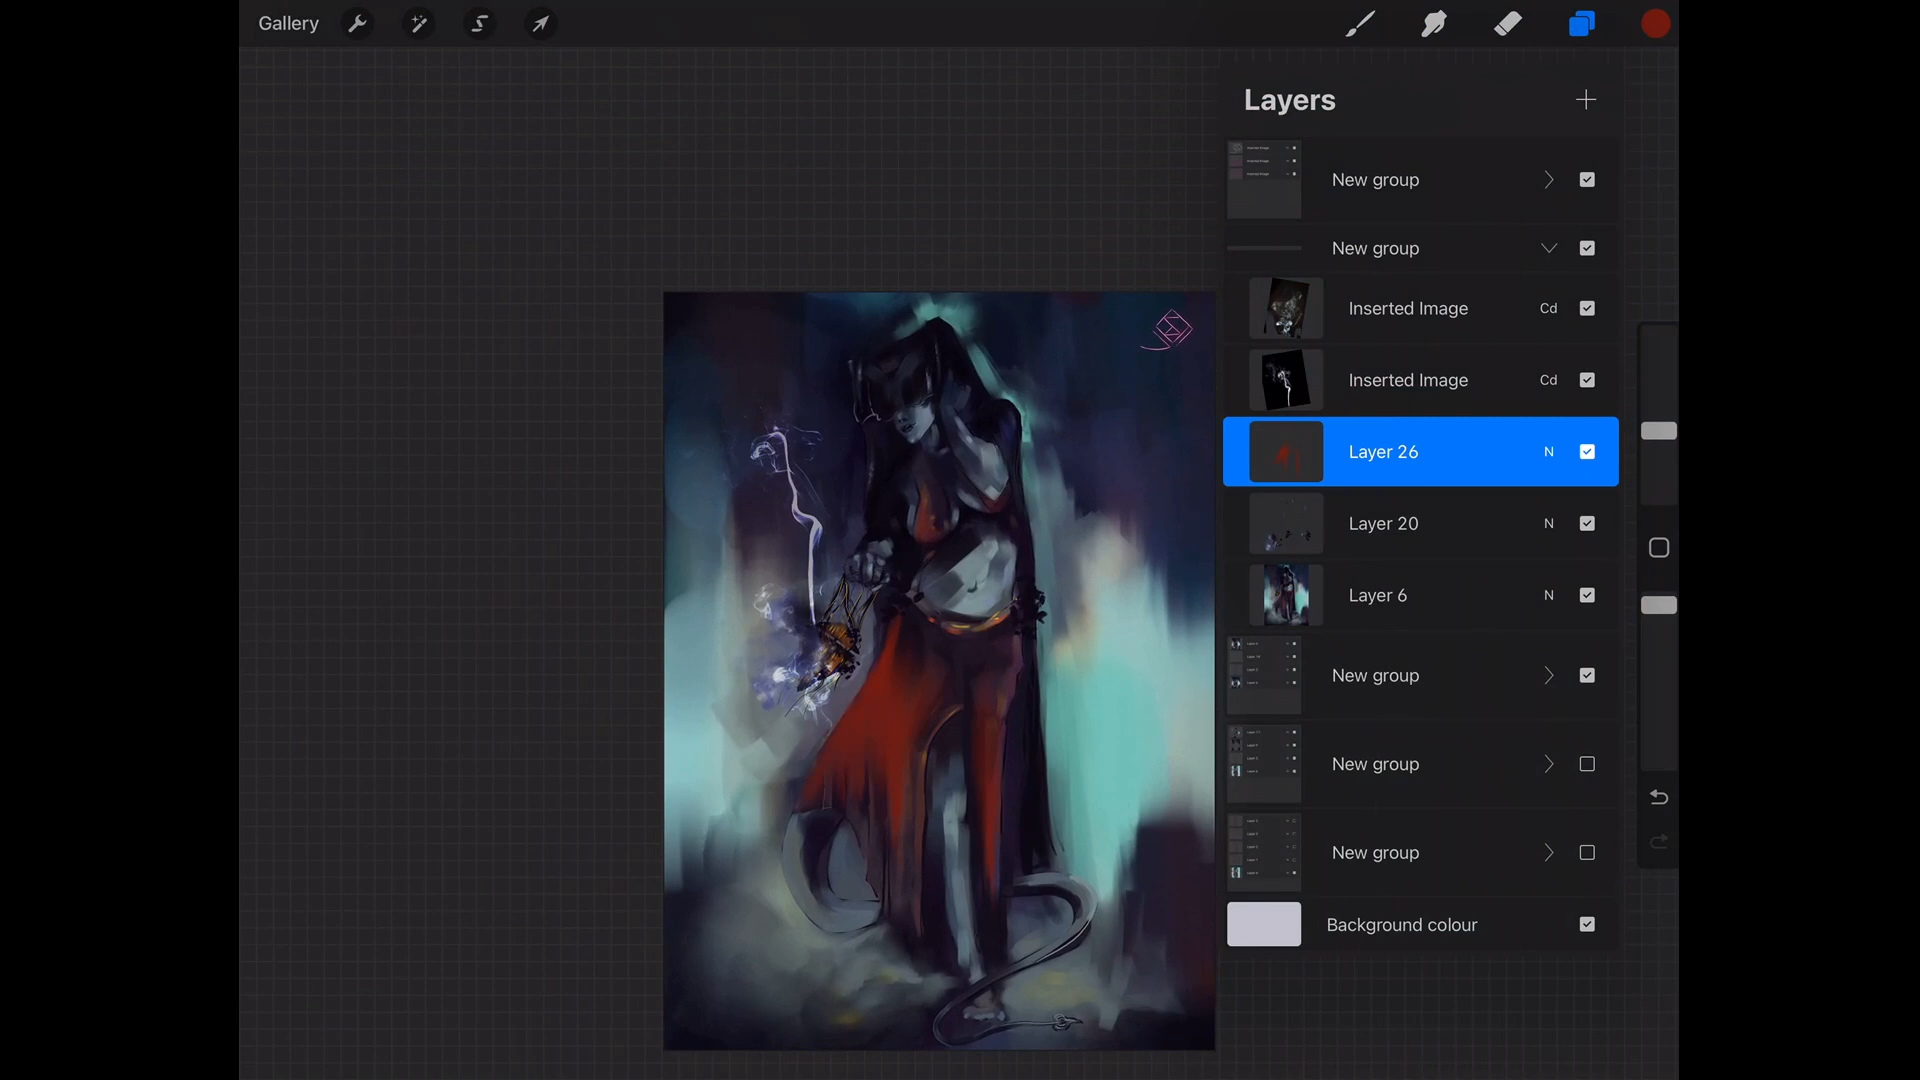 Gallery
Layers
New group
New group
Inserted Image Cd
Inserted Image Cd
Layer 26 N
Layer 20 N
Layer 6 N
New group
New group
New group
Background colour